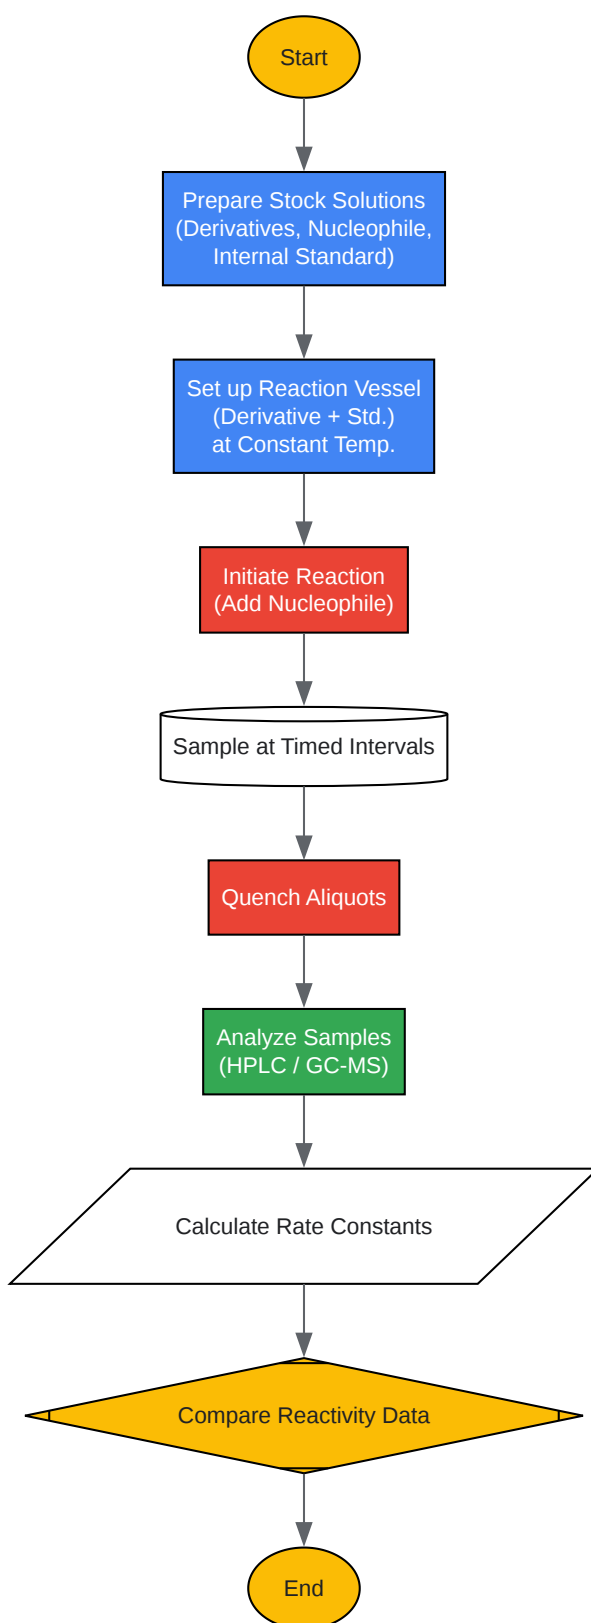 Start
Prepare Stock Solutions
(Derivatives, Nucleophile,
Internal Standard)
Set up Reaction Vessel
(Derivative + Std.)
at Constant Temp.
Initiate Reaction
(Add Nucleophile)
Sample at Timed Intervals
Quench Aliquots
Analyze Samples
(HPLC / GC-MS)
Calculate Rate Constants
Compare Reactivity Data
End